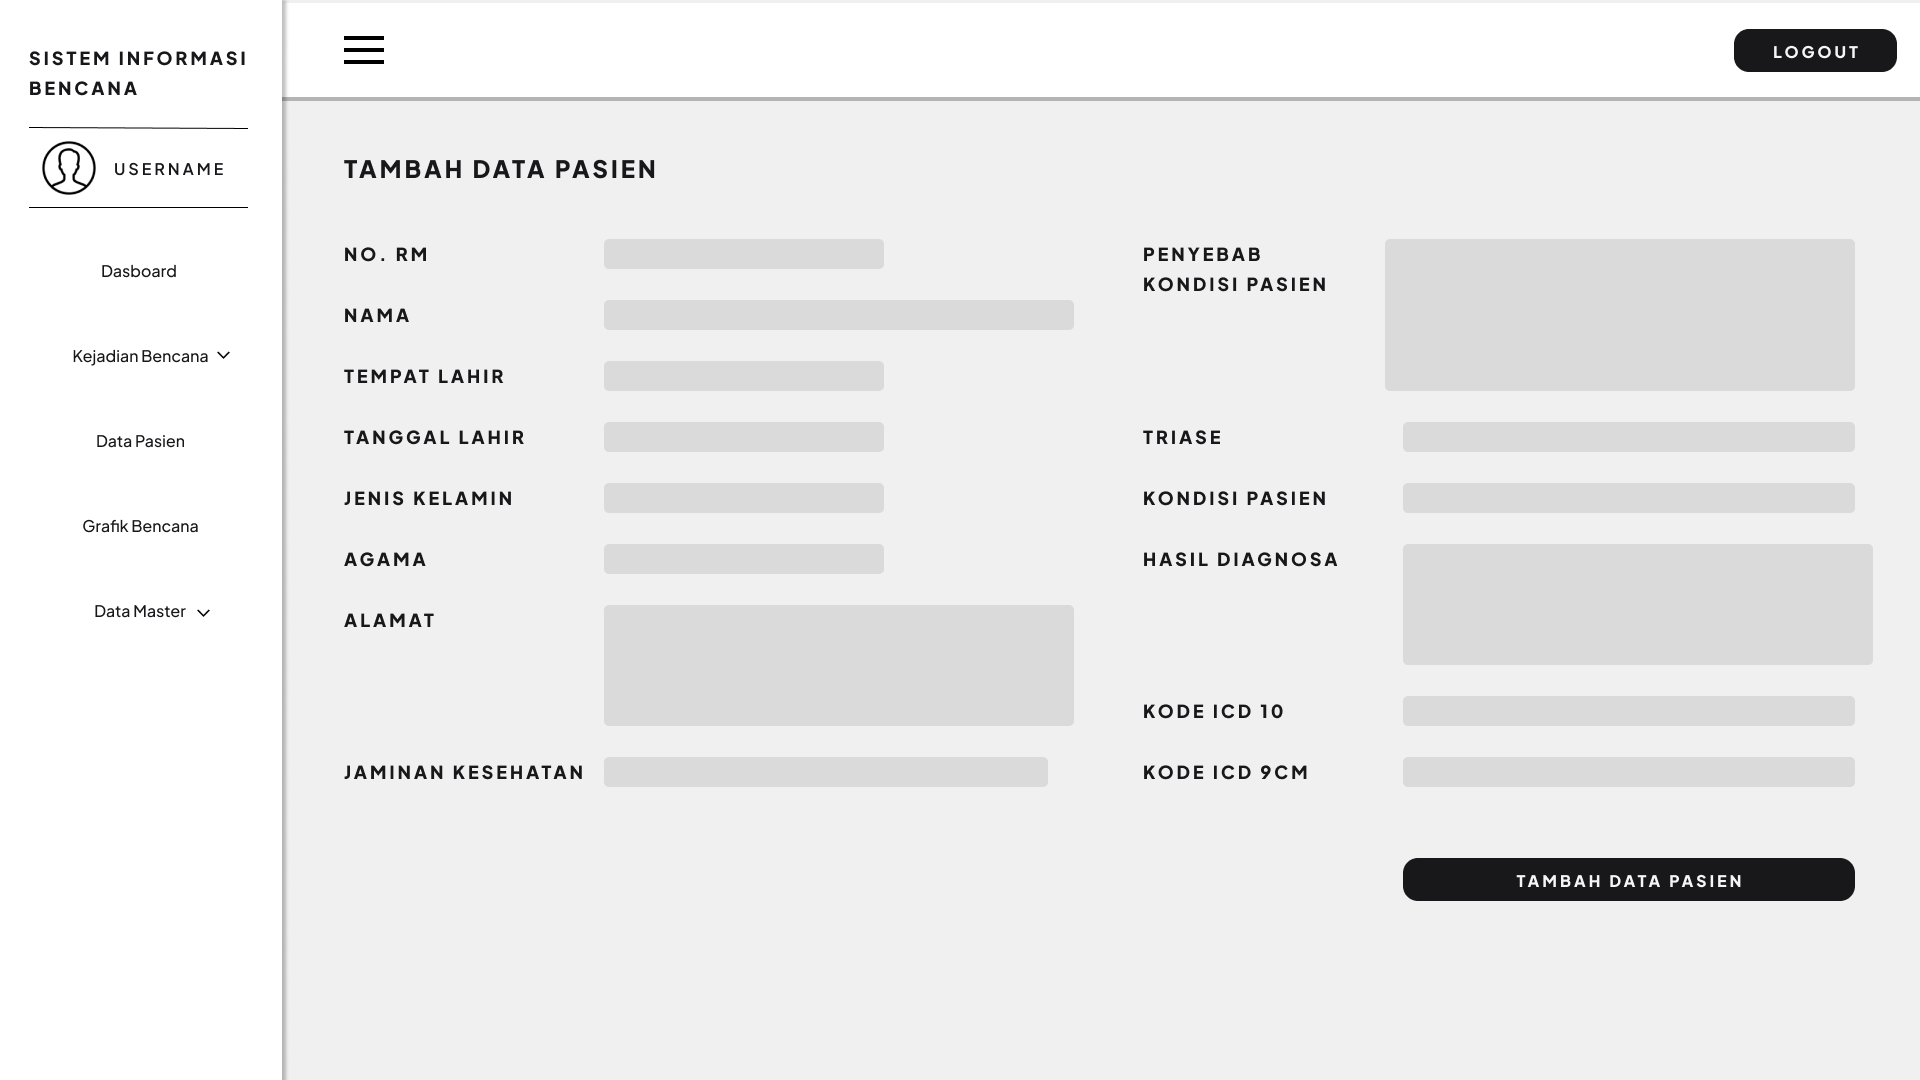 SISTEM INFORMASI
BENCANA
USERNAME
Dasboard
Kejadian Bencana
Data Pasien
Grafik Bencana
Data Master
LOGOUT
TAMBAH DATA PASIEN
NO. RM
NAMA
TEMPAT LAHIR
TANGGAL LAHIR
JENIS KELAMIN
AGAMA
ALAMAT
JAMINAN KESEHATAN
PENYEBAB
KONDISI PASIEN
TRIASE
KONDISI PASIEN
HASIL DIAGNOSA
KODE ICD 10
KODE ICD 9CM
TAMBAH DATA PASIEN